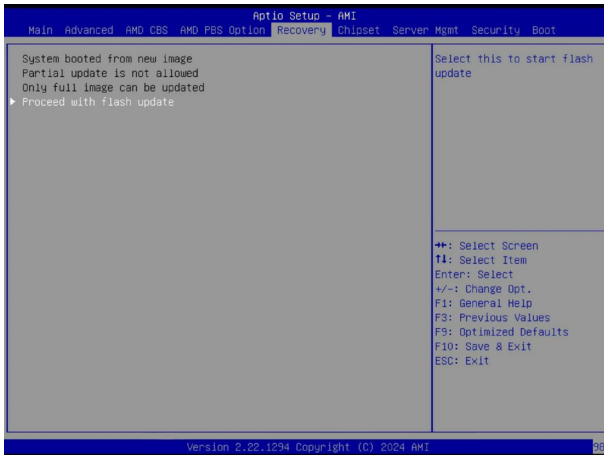 Aptio Setup - AMI
Main Advanced AMD CBS AMD PBS Option Recovery Chipset Server Mgmt Security Boot
System booted from new image
Partial update is not allowed
Only full image can be updated
Proceed with flash update
Select this to start flash
update
→←: Select Screen
↑↓: Select Item
Enter: Select
+/-: Change Opt.
F1: General Help
F3: Previous Values
F9: Optimized Defaults
F10: Save & Exit
ESC: Exit
Version 2.22.1294 Copyright (C) 2024 AMI
98